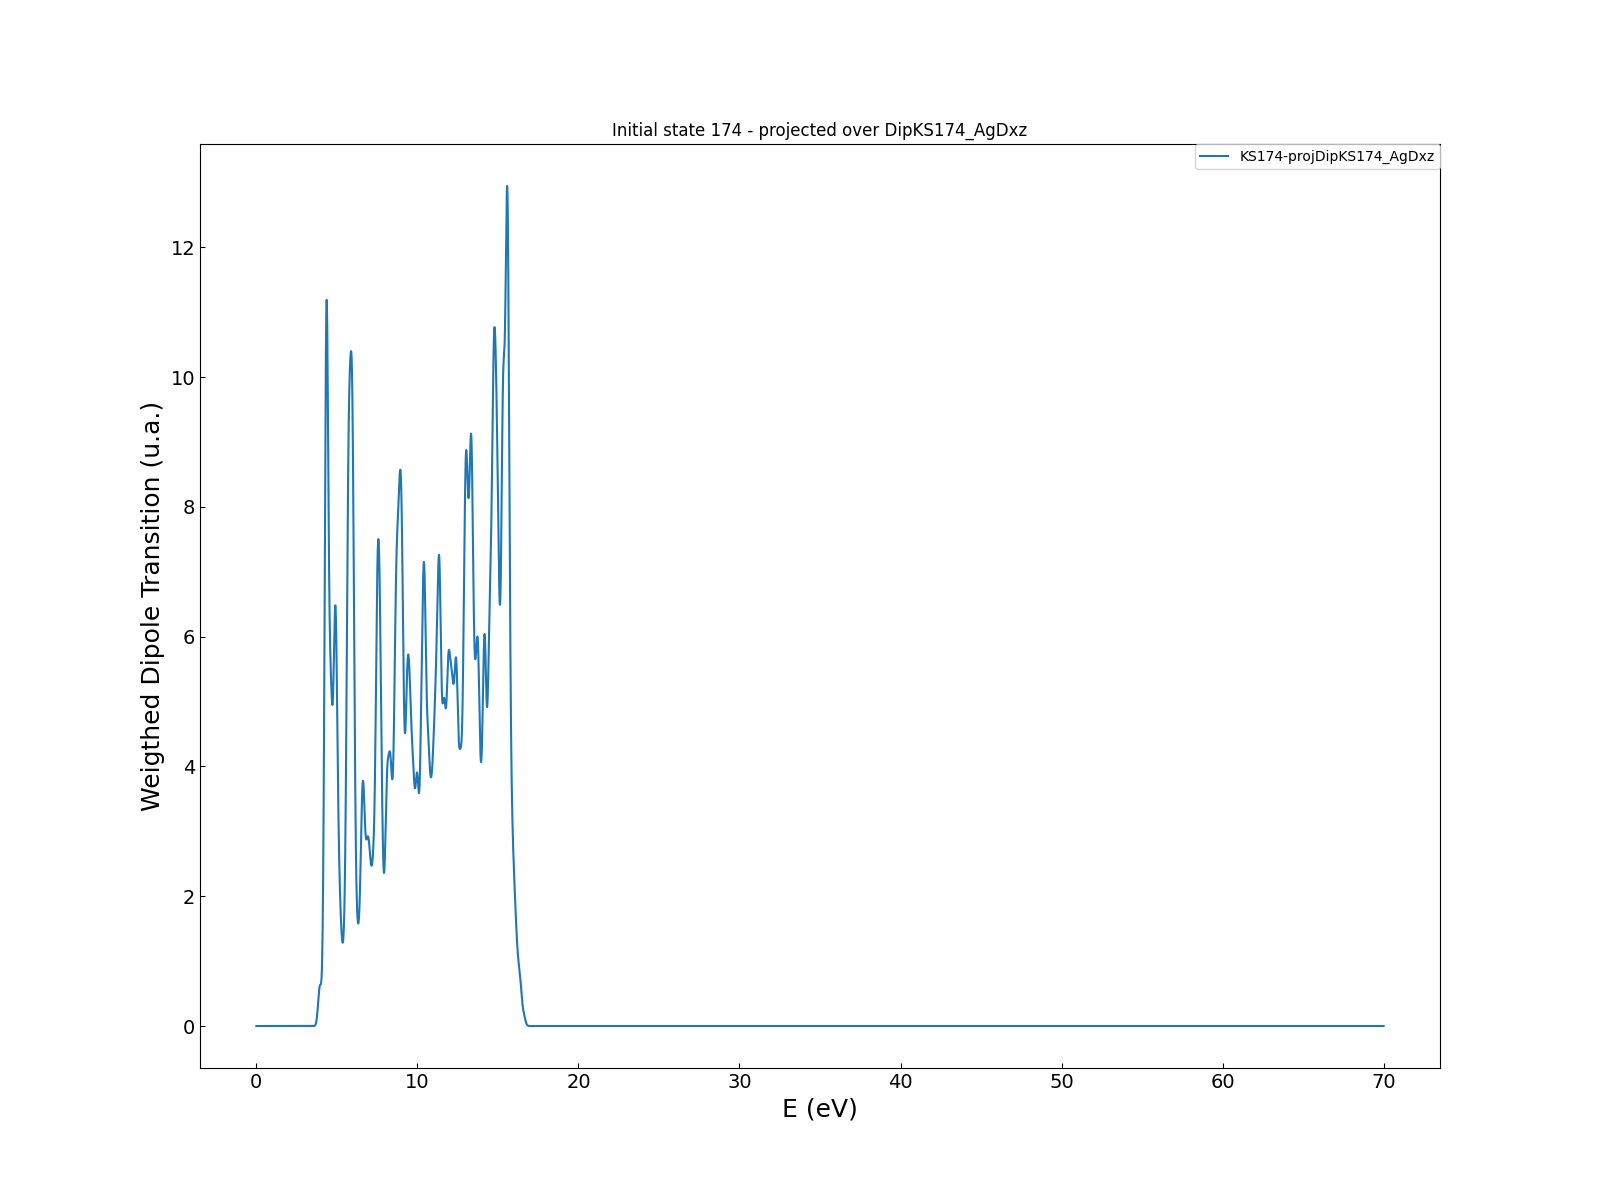 Initial state 174 - projected over DipKS174_AgDxz
KS174-projDipKS174_AgDxz
Weigthed Dipole Transition (u.a.)
12
10
8
6
4
2
0
0 10 20 30 40 50 60 70
E (eV)